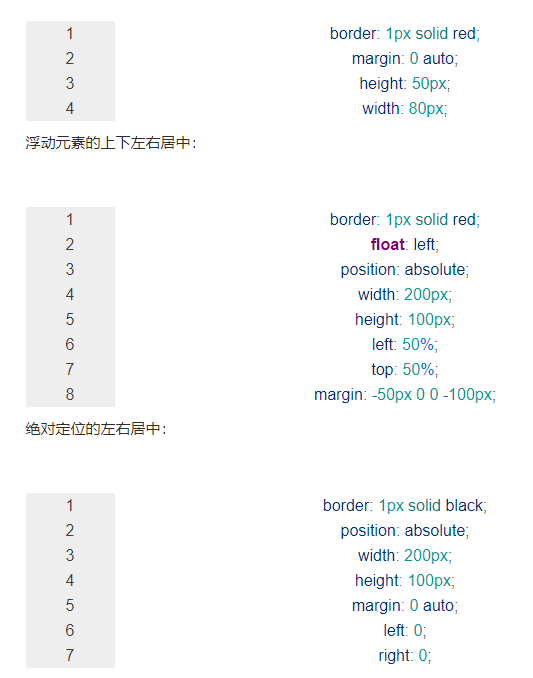 1 border: 1px solid red;
2 margin: 0 auto;
3 height: 50px;
4 width: 80px;
浮动元素的上下左右居中：
1 border: 1px solid red;
2 float: left;
3 position: absolute;
4 width: 200px;
5 height: 100px;
6 left: 50%;
7 top: 50%;
8 margin: -50px 0 0 -100px;
绝对定位的左右居中：
1 border: 1px solid black;
2 position: absolute;
3 width: 200px;
4 height: 100px;
5 margin: 0 auto;
6 left: 0;
7 right: 0;